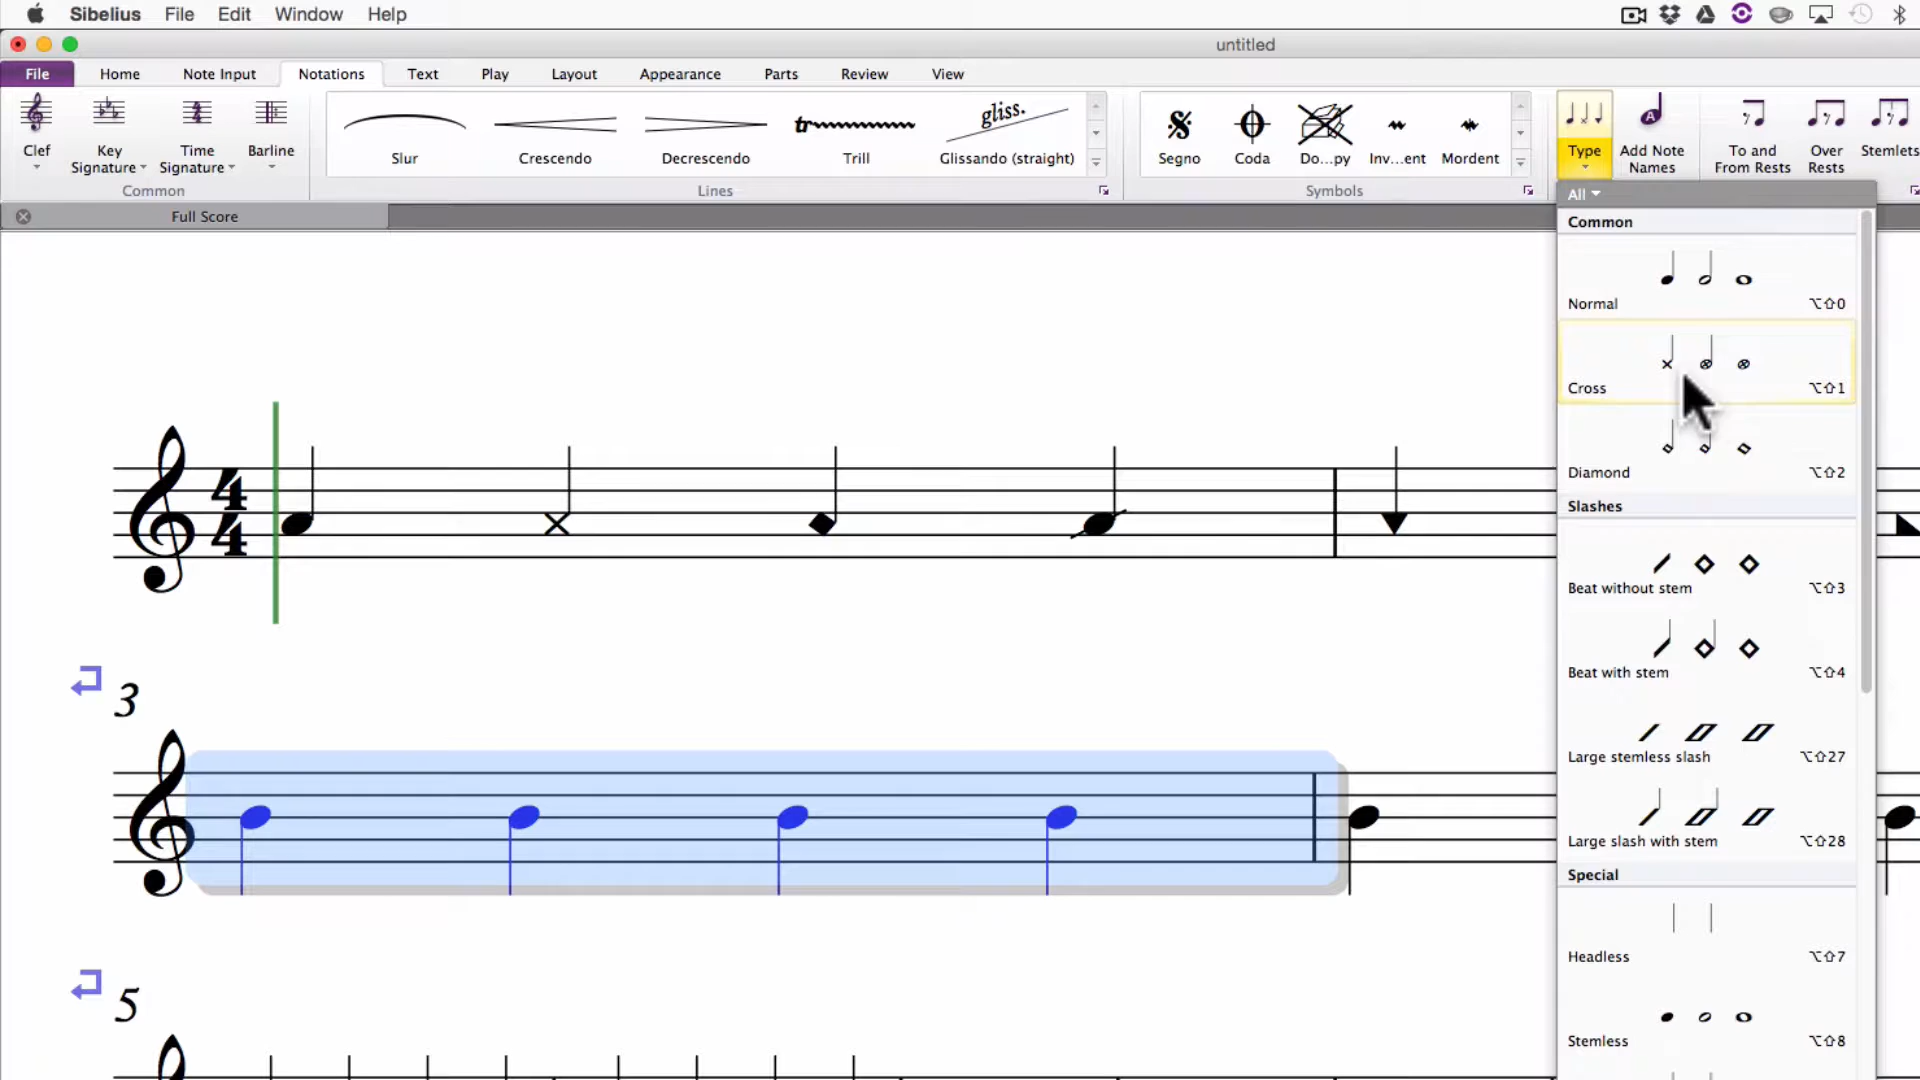 Sibelius File Edit Window Help
untitled
File Home Note Input Notations Text Play Layout Appearance Parts Review View
Clef Key Signature Time Signature Barline
Common
Slur Crescendo Decrescendo tr Trill gliss. Glissando (straight)
Lines
Segno Coda Do...py Inv...ent Mordent
Symbols
Type A Add Note Names To and From Rests Over Rests Stemlets
Full Score
All
Common
Normal ⌥⇧0
Cross ⌥⇧1
Diamond ⌥⇧2
Slashes
Beat without stem ⌥⇧3
Beat with stem ⌥⇧4
Large stemless slash ⌥⇧27
Large slash with stem ⌥⇧28
Special
Headless ⌥⇧7
Stemless ⌥⇧8
4
4
3
5